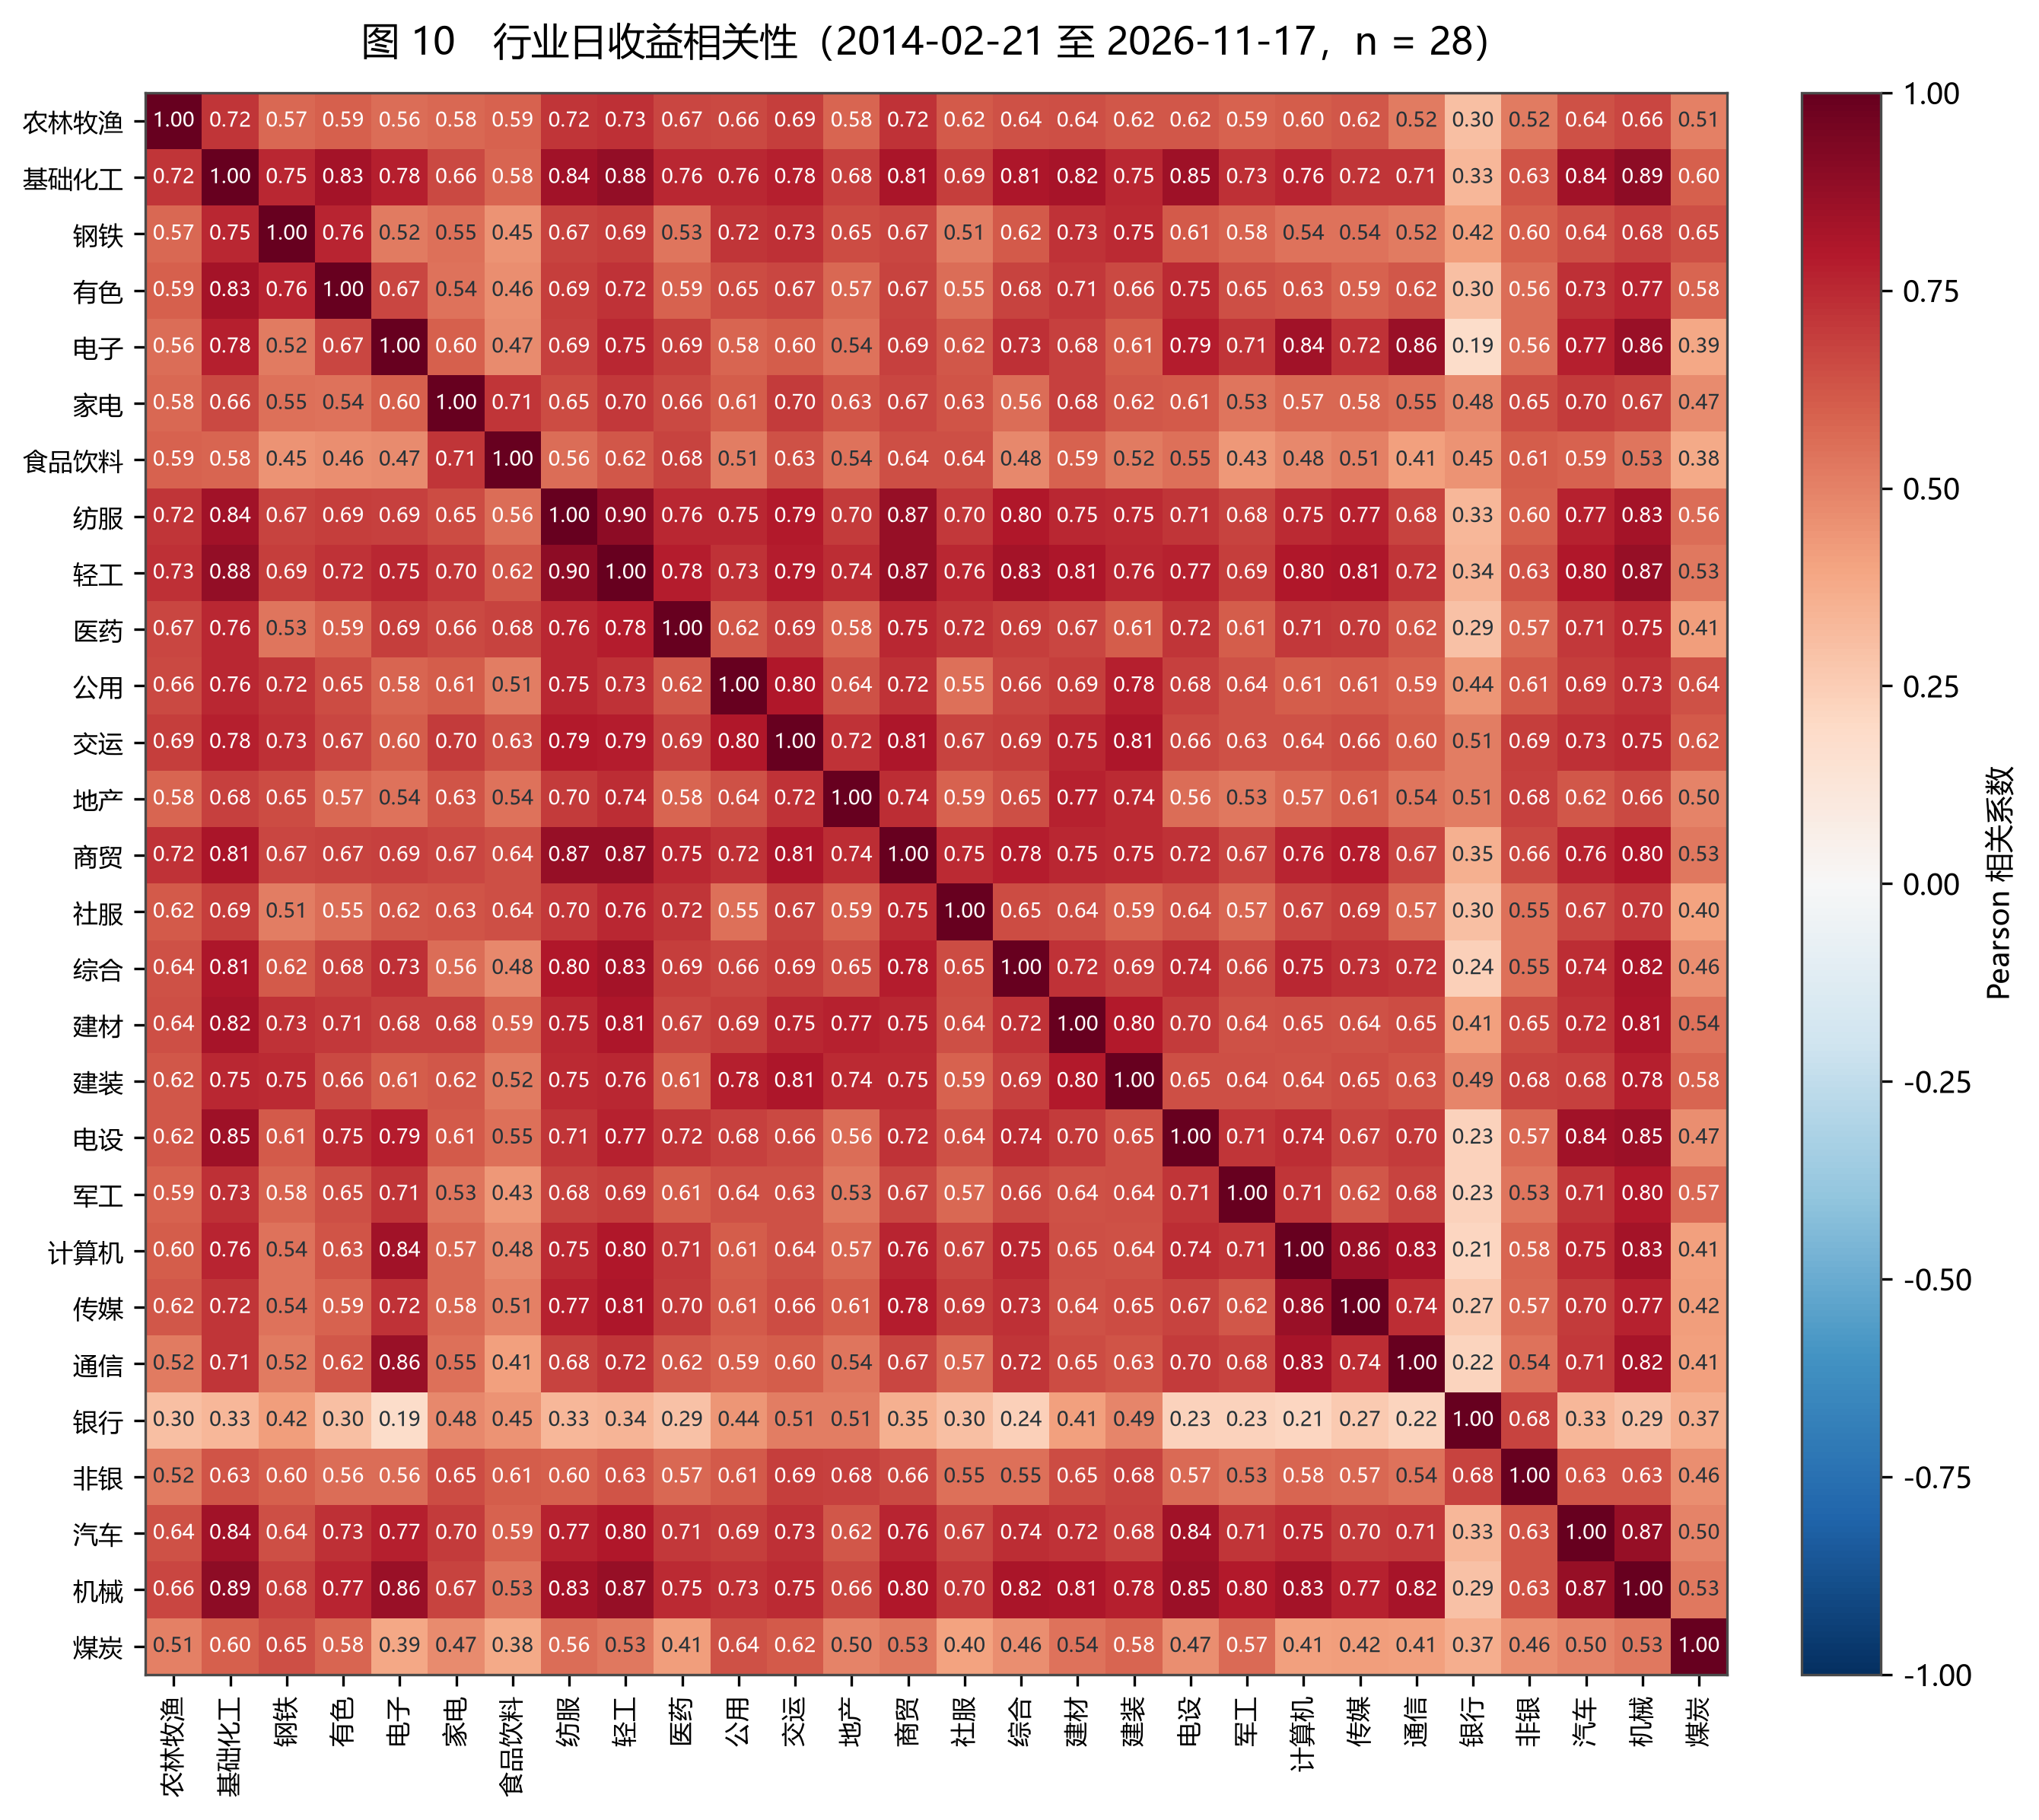 图 10　行业日收益相关性（2014-02-21 至 2026-11-17，n = 28）
农林牧渔 1.00 0.72 0.57 0.59 0.56 0.58 0.59 0.72 0.73 0.67 0.66 0.69 0.58 0.72 0.62 0.64 0.64 0.62 0.62 0.59 0.60 0.62 0.52 0.30 0.52 0.64 0.66 0.51
基础化工 0.72 1.00 0.75 0.83 0.78 0.66 0.58 0.84 0.88 0.76 0.76 0.78 0.68 0.81 0.69 0.81 0.82 0.75 0.85 0.73 0.76 0.72 0.71 0.33 0.63 0.84 0.89 0.60
钢铁 0.57 0.75 1.00 0.76 0.52 0.55 0.45 0.67 0.69 0.53 0.72 0.73 0.65 0.67 0.51 0.62 0.73 0.75 0.61 0.58 0.54 0.54 0.52 0.42 0.60 0.64 0.68 0.65
有色 0.59 0.83 0.76 1.00 0.67 0.54 0.46 0.69 0.72 0.59 0.65 0.67 0.57 0.67 0.55 0.68 0.71 0.66 0.75 0.65 0.63 0.59 0.62 0.30 0.56 0.73 0.77 0.58
电子 0.56 0.78 0.52 0.67 1.00 0.60 0.47 0.69 0.75 0.69 0.58 0.60 0.54 0.69 0.62 0.73 0.68 0.61 0.79 0.71 0.84 0.72 0.86 0.19 0.56 0.77 0.86 0.39
家电 0.58 0.66 0.55 0.54 0.60 1.00 0.71 0.65 0.70 0.66 0.61 0.70 0.63 0.67 0.63 0.56 0.68 0.62 0.61 0.53 0.57 0.58 0.55 0.48 0.65 0.70 0.67 0.47
食品饮料 0.59 0.58 0.45 0.46 0.47 0.71 1.00 0.56 0.62 0.68 0.51 0.63 0.54 0.64 0.64 0.48 0.59 0.52 0.55 0.43 0.48 0.51 0.41 0.45 0.61 0.59 0.53 0.38
纺服 0.72 0.84 0.67 0.69 0.69 0.65 0.56 1.00 0.90 0.76 0.75 0.79 0.70 0.87 0.70 0.80 0.75 0.75 0.71 0.68 0.75 0.77 0.68 0.33 0.60 0.77 0.83 0.56
轻工 0.73 0.88 0.69 0.72 0.75 0.70 0.62 0.90 1.00 0.78 0.73 0.79 0.74 0.87 0.76 0.83 0.81 0.76 0.77 0.69 0.80 0.81 0.72 0.34 0.63 0.80 0.87 0.53
医药 0.67 0.76 0.53 0.59 0.69 0.66 0.68 0.76 0.78 1.00 0.62 0.69 0.58 0.75 0.72 0.69 0.67 0.61 0.72 0.61 0.71 0.70 0.62 0.29 0.57 0.71 0.75 0.41
公用 0.66 0.76 0.72 0.65 0.58 0.61 0.51 0.75 0.73 0.62 1.00 0.80 0.64 0.72 0.55 0.66 0.69 0.78 0.68 0.64 0.61 0.61 0.59 0.44 0.61 0.69 0.73 0.64
交运 0.69 0.78 0.73 0.67 0.60 0.70 0.63 0.79 0.79 0.69 0.80 1.00 0.72 0.81 0.67 0.69 0.75 0.81 0.66 0.63 0.64 0.66 0.60 0.51 0.69 0.73 0.75 0.62
地产 0.58 0.68 0.65 0.57 0.54 0.63 0.54 0.70 0.74 0.58 0.64 0.72 1.00 0.74 0.59 0.65 0.77 0.74 0.56 0.53 0.57 0.61 0.54 0.51 0.68 0.62 0.66 0.50
商贸 0.72 0.81 0.67 0.67 0.69 0.67 0.64 0.87 0.87 0.75 0.72 0.81 0.74 1.00 0.75 0.78 0.75 0.75 0.72 0.67 0.76 0.78 0.67 0.35 0.66 0.76 0.80 0.53
社服 0.62 0.69 0.51 0.55 0.62 0.63 0.64 0.70 0.76 0.72 0.55 0.67 0.59 0.75 1.00 0.65 0.64 0.59 0.64 0.57 0.67 0.69 0.57 0.30 0.55 0.67 0.70 0.40
综合 0.64 0.81 0.62 0.68 0.73 0.56 0.48 0.80 0.83 0.69 0.66 0.69 0.65 0.78 0.65 1.00 0.72 0.69 0.74 0.66 0.75 0.73 0.72 0.24 0.55 0.74 0.82 0.46
建材 0.64 0.82 0.73 0.71 0.68 0.68 0.59 0.75 0.81 0.67 0.69 0.75 0.77 0.75 0.64 0.72 1.00 0.80 0.70 0.64 0.65 0.64 0.65 0.41 0.65 0.72 0.81 0.54
建装 0.62 0.75 0.75 0.66 0.61 0.62 0.52 0.75 0.76 0.61 0.78 0.81 0.74 0.75 0.59 0.69 0.80 1.00 0.65 0.64 0.64 0.65 0.63 0.49 0.68 0.68 0.78 0.58
电设 0.62 0.85 0.61 0.75 0.79 0.61 0.55 0.71 0.77 0.72 0.68 0.66 0.56 0.72 0.64 0.74 0.70 0.65 1.00 0.71 0.74 0.67 0.70 0.23 0.57 0.84 0.85 0.47
军工 0.59 0.73 0.58 0.65 0.71 0.53 0.43 0.68 0.69 0.61 0.64 0.63 0.53 0.67 0.57 0.66 0.64 0.64 0.71 1.00 0.71 0.62 0.68 0.23 0.53 0.71 0.80 0.57
计算机 0.60 0.76 0.54 0.63 0.84 0.57 0.48 0.75 0.80 0.71 0.61 0.64 0.57 0.76 0.67 0.75 0.65 0.64 0.74 0.71 1.00 0.86 0.83 0.21 0.58 0.75 0.83 0.41
传媒 0.62 0.72 0.54 0.59 0.72 0.58 0.51 0.77 0.81 0.70 0.61 0.66 0.61 0.78 0.69 0.73 0.64 0.65 0.67 0.62 0.86 1.00 0.74 0.27 0.57 0.70 0.77 0.42
通信 0.52 0.71 0.52 0.62 0.86 0.55 0.41 0.68 0.72 0.62 0.59 0.60 0.54 0.67 0.57 0.72 0.65 0.63 0.70 0.68 0.83 0.74 1.00 0.22 0.54 0.71 0.82 0.41
银行 0.30 0.33 0.42 0.30 0.19 0.48 0.45 0.33 0.34 0.29 0.44 0.51 0.51 0.35 0.30 0.24 0.41 0.49 0.23 0.23 0.21 0.27 0.22 1.00 0.68 0.33 0.29 0.37
非银 0.52 0.63 0.60 0.56 0.56 0.65 0.61 0.60 0.63 0.57 0.61 0.69 0.68 0.66 0.55 0.55 0.65 0.68 0.57 0.53 0.58 0.57 0.54 0.68 1.00 0.63 0.63 0.46
汽车 0.64 0.84 0.64 0.73 0.77 0.70 0.59 0.77 0.80 0.71 0.69 0.73 0.62 0.76 0.67 0.74 0.72 0.68 0.84 0.71 0.75 0.70 0.71 0.33 0.63 1.00 0.87 0.50
机械 0.66 0.89 0.68 0.77 0.86 0.67 0.53 0.83 0.87 0.75 0.73 0.75 0.66 0.80 0.70 0.82 0.81 0.78 0.85 0.80 0.83 0.77 0.82 0.29 0.63 0.87 1.00 0.53
煤炭 0.51 0.60 0.65 0.58 0.39 0.47 0.38 0.56 0.53 0.41 0.64 0.62 0.50 0.53 0.40 0.46 0.54 0.58 0.47 0.57 0.41 0.42 0.41 0.37 0.46 0.50 0.53 1.00
农林牧渔 基础化工 钢铁 有色 电子 家电 食品饮料 纺服 轻工 医药 公用 交运 地产 商贸 社服 综合 建材 建装 电设 军工 计算机 传媒 通信 银行 非银 汽车 机械 煤炭
1.00
0.75
0.50
0.25
0.00
-0.25
-0.50
-0.75
-1.00
Pearson 相关系数